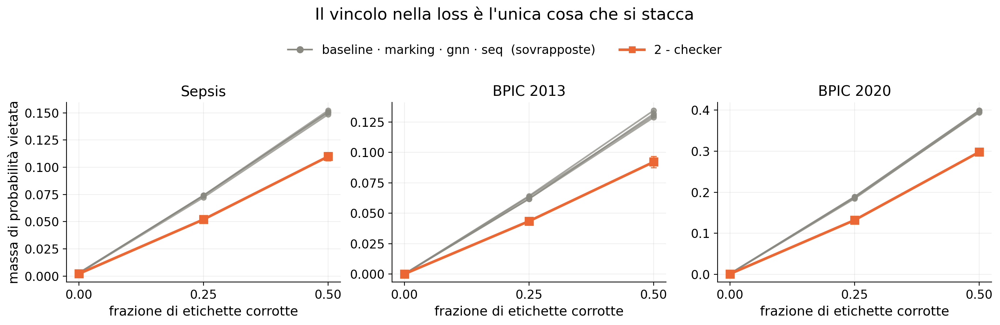 Il vincolo nella loss è l'unica cosa che si stacca
baseline · marking · gnn · seq (sovrapposte)
2 - checker
Sepsis
BPIC 2013
BPIC 2020
massa di probabilità vietata
0.150
0.125
0.100
0.075
0.050
0.025
0.000
0.00
0.25
0.50
frazione di etichette corrotte
0.125
0.100
0.075
0.050
0.025
0.000
0.00
0.25
0.50
frazione di etichette corrotte
0.4
0.3
0.2
0.1
0.0
0.00
0.25
0.50
frazione di etichette corrotte